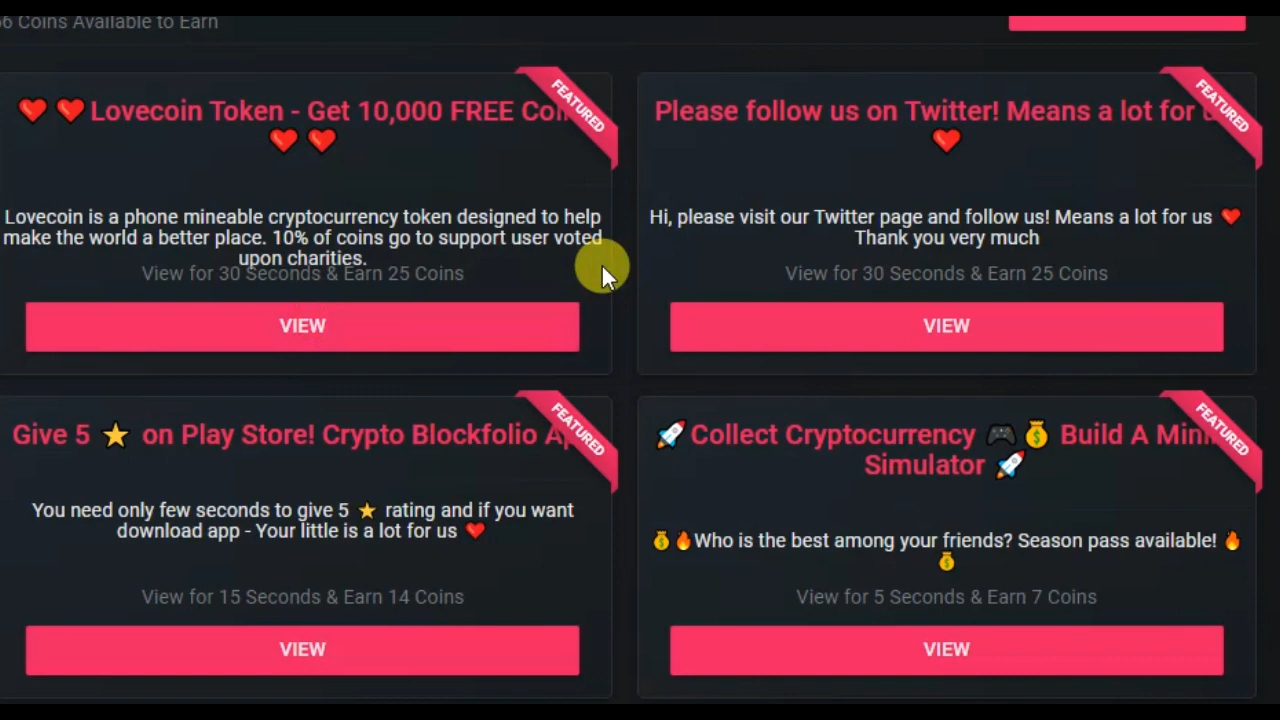 66 Coins Available to Earn
FEATURED
❤️ ❤️ Lovecoin Token - Get 10,000 FREE
❤️ ❤️
Lovecoin is a phone mineable cryptocurrency token designed to help
make the world a better place. 10% of coins go to support user voted
upon charities.
View for 30 Seconds & Earn 25 Coins
VIEW
FEATURED
Please follow us on Twitter! Means a lot for
❤️
Hi, please visit our Twitter page and follow us! Means a lot for us ❤️
Thank you very much
View for 30 Seconds & Earn 25 Coins
VIEW
FEATURED
Give 5 ⭐ on Play Store! Crypto Blockfolio
You need only few seconds to give 5 ⭐ rating and if you want
download app - Your little is a lot for us ❤️
View for 15 Seconds & Earn 14 Coins
VIEW
FEATURED
🚀 Collect Cryptocurrency 🎮 💰 Build A
Simulator 🚀
💰🔥Who is the best among your friends? Season pass available! 🔥
💰
View for 5 Seconds & Earn 7 Coins
VIEW